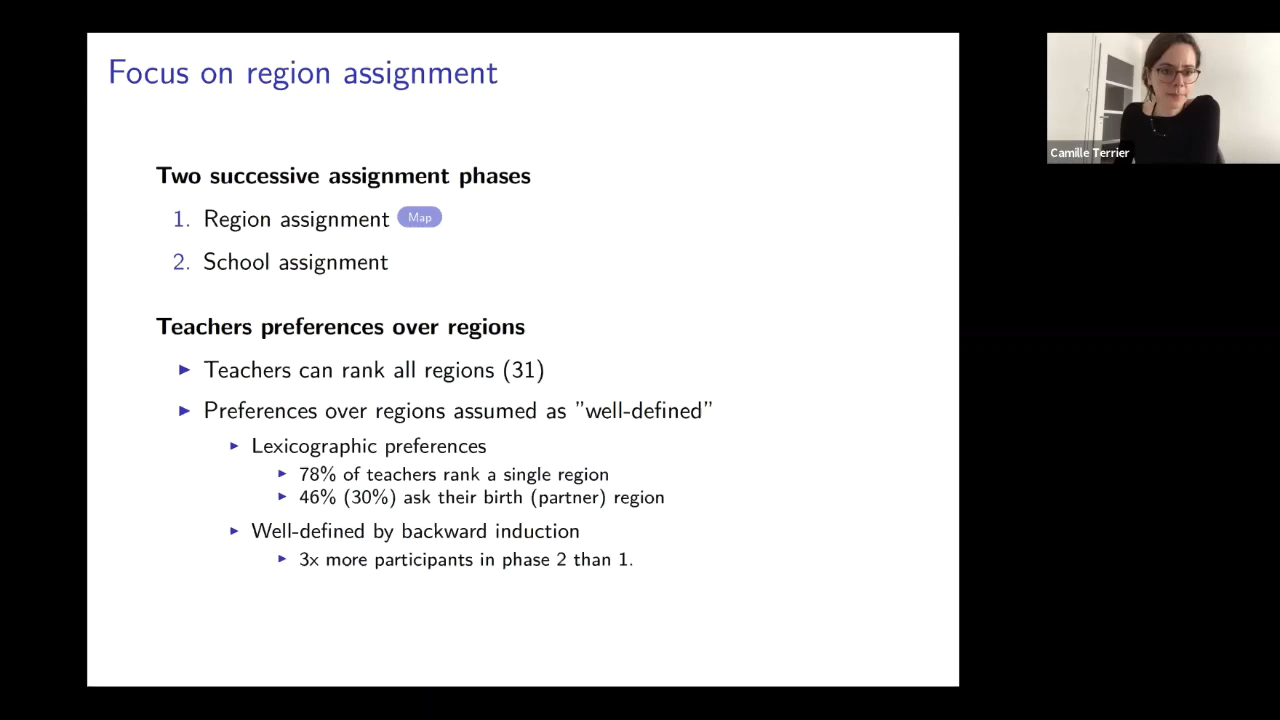 Focus on region assignment
Camille Terrier
Two successive assignment phases
1. Region assignment Map
2. School assignment
Teachers preferences over regions
▶ Teachers can rank all regions (31)
▶ Preferences over regions assumed as ”well-defined”
▶ Lexicographic preferences
▶ 78% of teachers rank a single region
▶ 46% (30%) ask their birth (partner) region
▶ Well-defined by backward induction
▶ 3x more participants in phase 2 than 1.